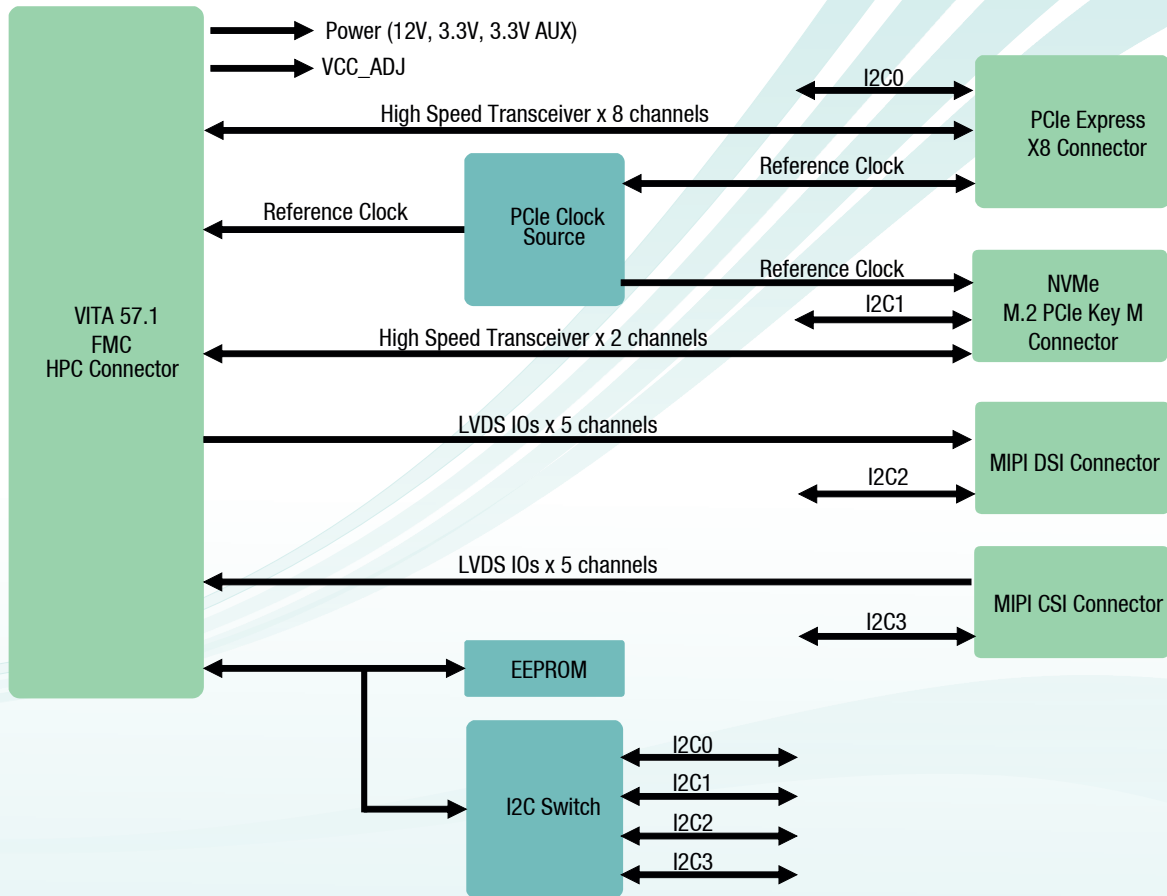 Power (12V, 3.3V, 3.3V AUX)
VCC_ADJ
I2C0
High Speed Transceiver x 8 channels
PCIe Express
X8 Connector
Reference Clock
Reference Clock
PCIe Clock
Source
Reference Clock
NVMe
M.2 PCIe Key M
Connector
I2C1
VITA 57.1
FMC
HPC Connector
High Speed Transceiver x 2 channels
LVDS IOs x 5 channels
MIPI DSI Connector
I2C2
LVDS IOs x 5 channels
MIPI CSI Connector
I2C3
EEPROM
I2C Switch
I2C0
I2C1
I2C2
I2C3